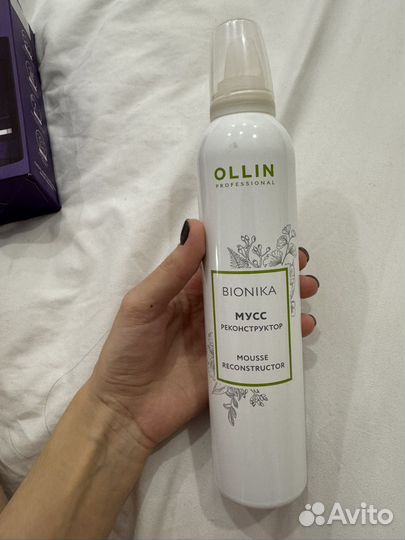 OLLIN
PROFESSIONAL
BIONIKA
МУСС
РЕКОНСТРУКТОР
MOUSSE
RECONSTRUCTOR
Avito